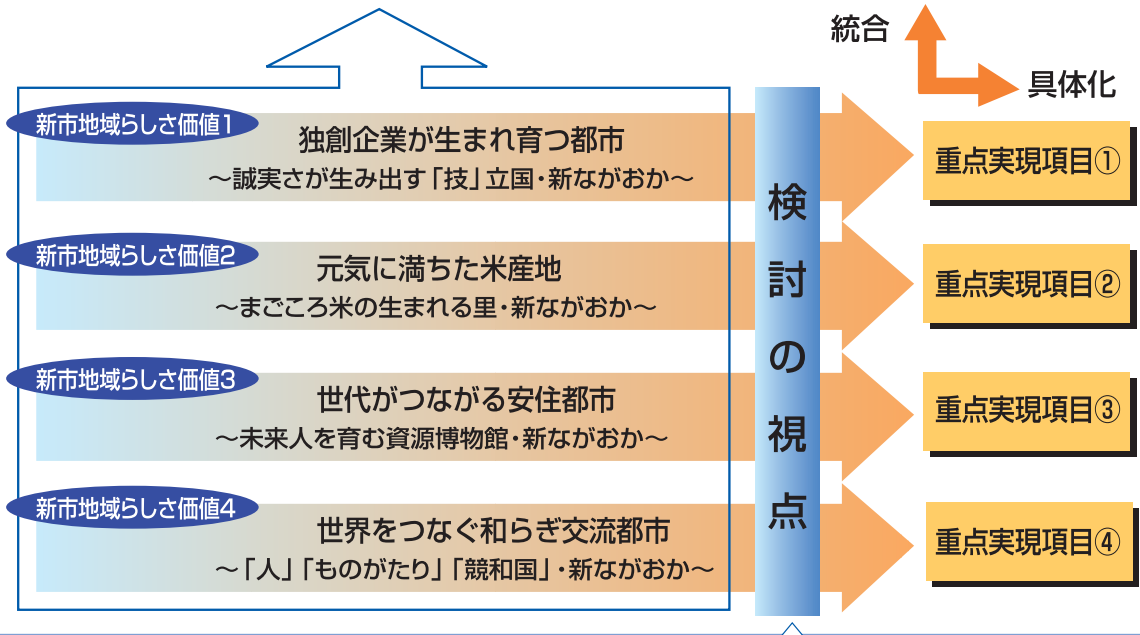 統合
具体化
新市地域らしさ価値1
独創企業が生まれ育つ都市
～誠実さが生み出す「技」立国・新ながおか～
重点実現項目①
新市地域らしさ価値2
元気に満ちた米産地
～まごころ米の生まれる里・新ながおか～
重点実現項目②
新市地域らしさ価値3
世代がつながる安住都市
～未来人を育む資源博物館・新ながおか～
重点実現項目③
新市地域らしさ価値4
世界をつなぐ和らぎ交流都市
～「人」「ものがたり」「競和国」・新ながおか～
重点実現項目④
検討の視点